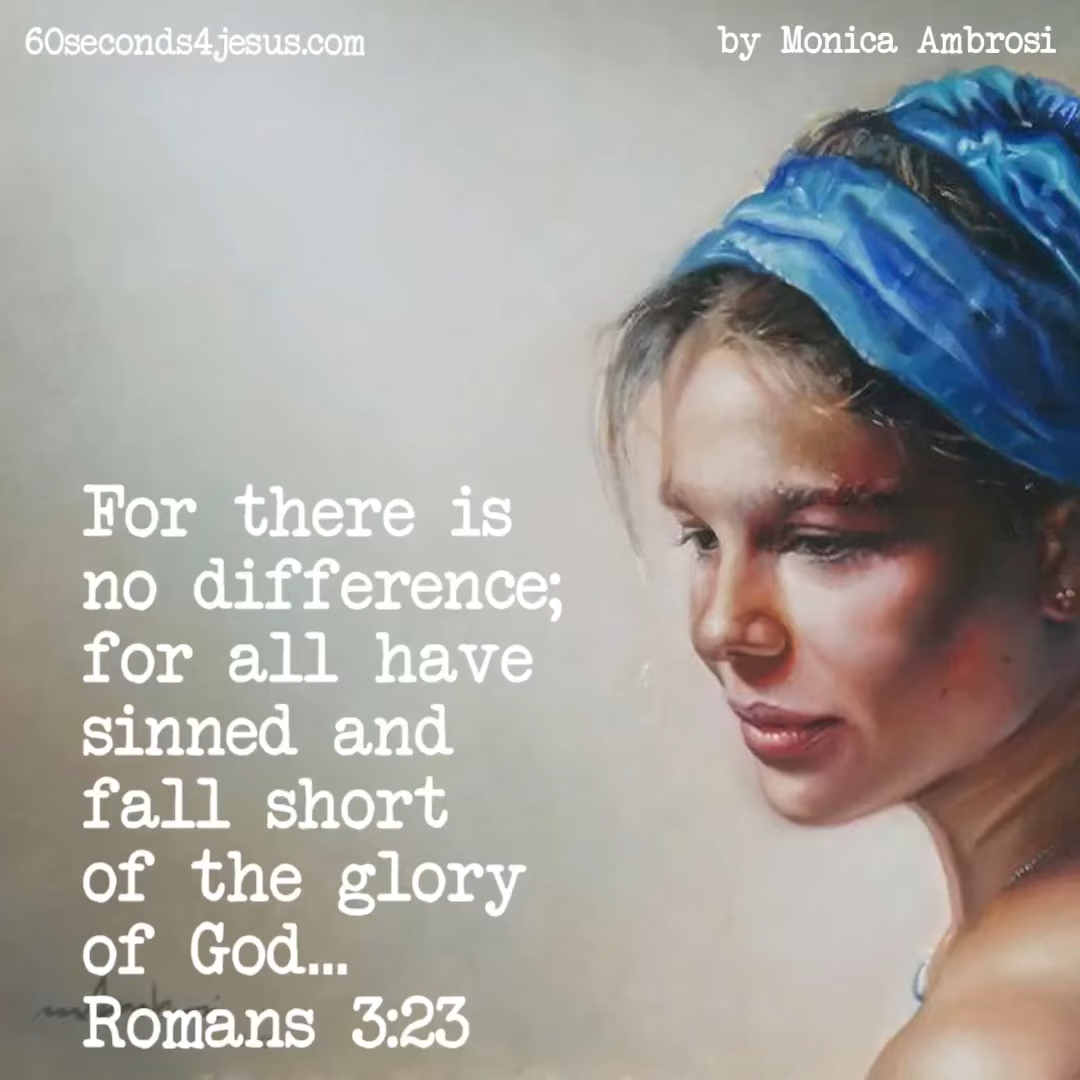 60seconds4jesus.com
by Monica Ambrosi
For there is
no difference;
for all have
sinned and
fall short
of the glory
of God...
Romans 3:23